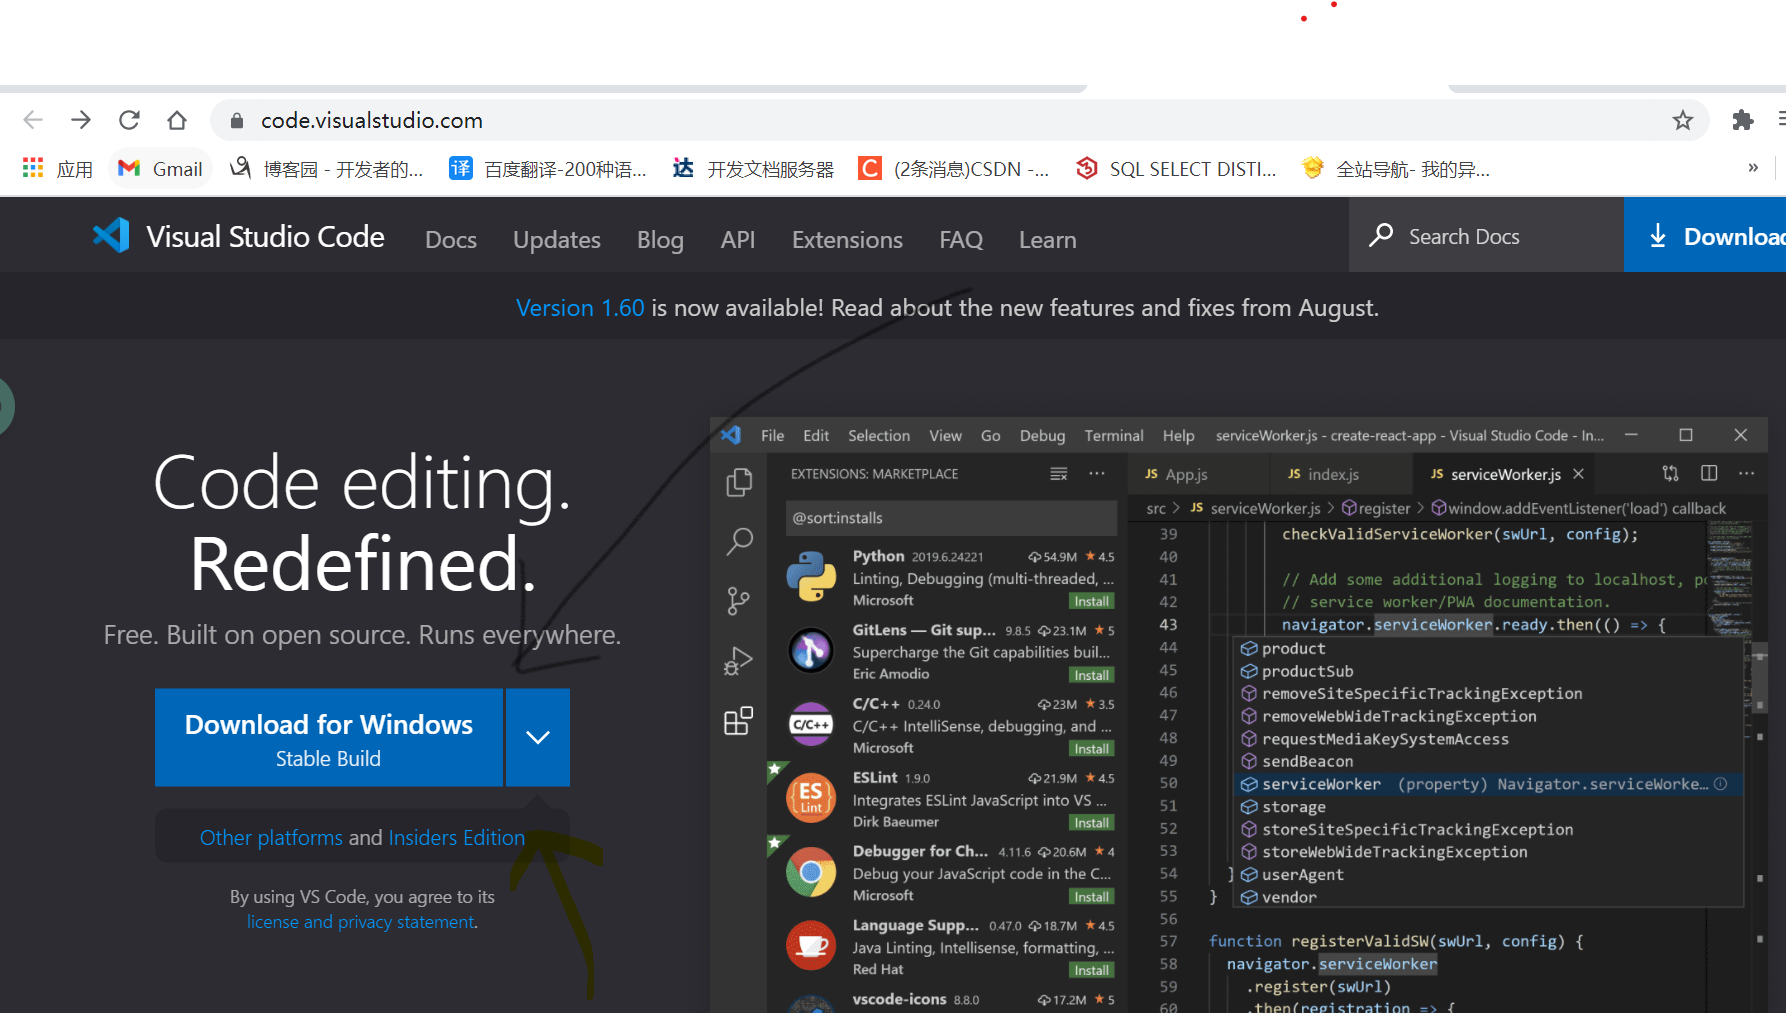 code.visualstudio.com
应用 Gmail 博客园 - 开发者的... 译 百度翻译-200种语... 达 开发文档服务器 C (2条消息)CSDN -... SQL SELECT DISTI... 全站导航- 我的异... »
Visual Studio Code Docs Updates Blog API Extensions FAQ Learn Search Docs Download
Version 1.60 is now available! Read about the new features and fixes from August.
Code editing.
Redefined.
Free. Built on open source. Runs everywhere.
Download for Windows
Stable Build
Other platforms and Insiders Edition
By using VS Code, you agree to its
license and privacy statement.
File Edit Selection View Go Debug Terminal Help serviceWorker.js - create-react-app - Visual Studio Code - In...
EXTENSIONS: MARKETPLACE
@sort:installs
Python 2019.6.24221 54.9M ★ 4.5
Linting, Debugging (multi-threaded, ...
Microsoft Install
GitLens — Git sup... 9.8.5 23.1M ★ 5
Supercharge the Git capabilities buil...
Eric Amodio Install
C/C++ C/C++ 0.24.0 23M ★ 3.5
C/C++ IntelliSense, debugging, and ...
Microsoft Install
ES Lint ESLint 1.9.0 21.9M ★ 4.5
Integrates ESLint JavaScript into VS ...
Dirk Baeumer Install
Debugger for Ch... 4.11.6 20.6M ★ 4
Debug your JavaScript code in the C...
Microsoft Install
Language Supp... 0.47.0 18.7M ★ 4.5
Java Linting, Intellisense, formatting, ...
Red Hat Install
vscode-icons 8.8.0 17.2M ★ 5
JS App.js JS index.js JS serviceWorker.js
src > JS serviceWorker.js > register > window.addEventListener('load') callback
39 checkValidServiceWorker(swUrl, config);
40
41 // Add some additional logging to localhost, po
42 // service worker/PWA documentation.
43 navigator.serviceWorker.ready.then(() => {
44 product
45 productSub
46 removeSiteSpecificTrackingException
47 removeWebWideTrackingException
48 requestMediaKeySystemAccess
49 sendBeacon
50 serviceWorker (property) Navigator.serviceWorke...
51 storage
52 storeSiteSpecificTrackingException
53 storeWebWideTrackingException
54 } userAgent
55 } vendor
56
57 function registerValidSW(swUrl, config) {
58 navigator.serviceWorker
59 .register(swUrl)
60 .then(registration => {